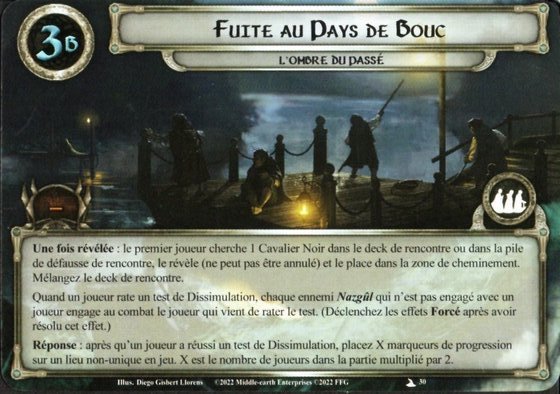 3B
Fuite au Pays de Bouc
L'ombre du passé
–
Une fois révélée : le premier joueur cherche 1 Cavalier Noir dans le deck de rencontre ou dans la pile
de défausse de rencontre, le révèle (ne peut pas être annulé) et le place dans la zone de cheminement.
Mélangez le deck de rencontre.
Quand un joueur rate un test de Dissimulation, chaque ennemi Nazgûl qui n'est pas engagé avec un
joueur engage au combat le joueur qui vient de rater le test. (Déclenchez les effets Forcé après avoir
résolu cet effet.)
Réponse : après qu'un joueur a réussi un test de Dissimulation, placez X marqueurs de progression
sur un lieu non-unique en jeu. X est le nombre de joueurs dans la partie multiplié par 2.
Illus. Diego Gisbert Llorens ©2022 Middle-earth Enterprises ©2022 FFG 30